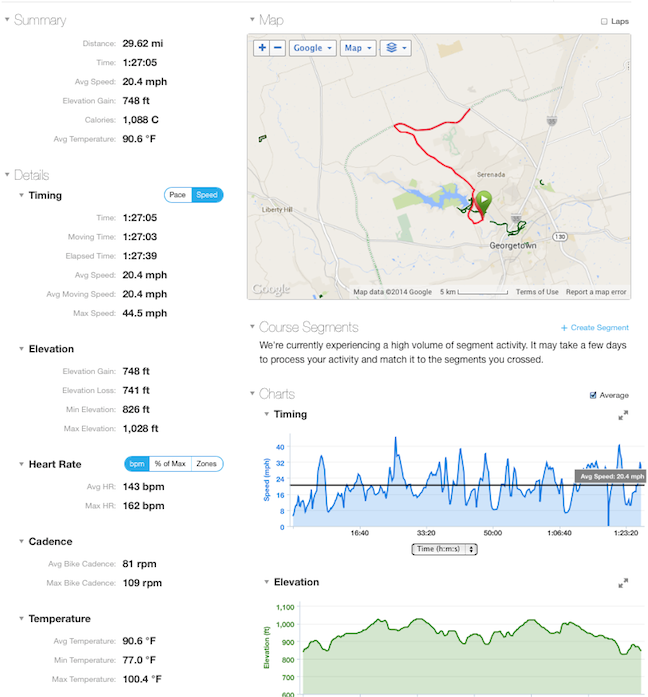 Summary
Distance: 29.62 mi
Time: 1:27:05
Avg Speed: 20.4 mph
Elevation Gain: 748 ft
Calories: 1,088 C
Avg Temperature: 90.6 °F
Details
Timing Pace Speed
Time: 1:27:05
Moving Time: 1:27:03
Elapsed Time: 1:27:39
Avg Speed: 20.4 mph
Avg Moving Speed: 20.4 mph
Max Speed: 44.5 mph
Elevation
Elevation Gain: 748 ft
Elevation Loss: 741 ft
Min Elevation: 826 ft
Max Elevation: 1,028 ft
Heart Rate bpm % of Max Zones
Avg HR: 143 bpm
Max HR: 162 bpm
Cadence
Avg Bike Cadence: 81 rpm
Max Bike Cadence: 109 rpm
Temperature
Avg Temperature: 90.6 °F
Min Temperature: 77.0 °F
Max Temperature: 100.4 °F
Map Laps
+ − Google Map
Serenada
Liberty Hill
130
Georgetown
Google Map data ©2014 Google 5 km Terms of Use Report a map error
Course Segments + Create Segment
We're currently experiencing a high volume of segment activity. It may take a few days
to process your activity and match it to the segments you crossed.
Charts Average
Timing
Speed (mph)
40
32
24
16
8
0
Avg Speed: 20.4 mph
16:40 33:20 50:00 1:06:40 1:23:20
Time (h:m:s)
Elevation
Elevation (ft)
1,100
1,000
900
800
700
600